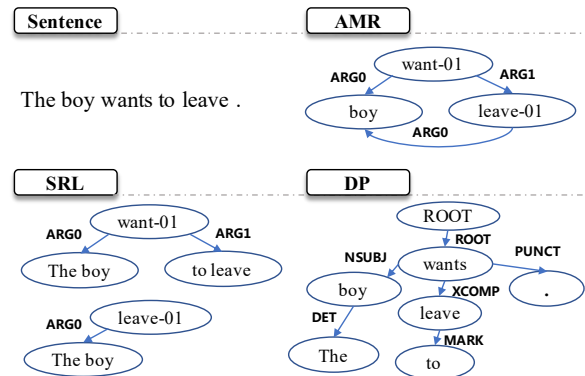 Sentence
The boy wants to leave .
AMR
want-01
ARG0
ARG1
boy
leave-01
ARG0
SRL
want-01
ARG0
ARG1
The boy
to leave
leave-01
ARG0
The boy
DP
ROOT
ROOT
NSUBJ
wants
PUNCT
boy
XCOMP
.
DET
leave
MARK
The
to